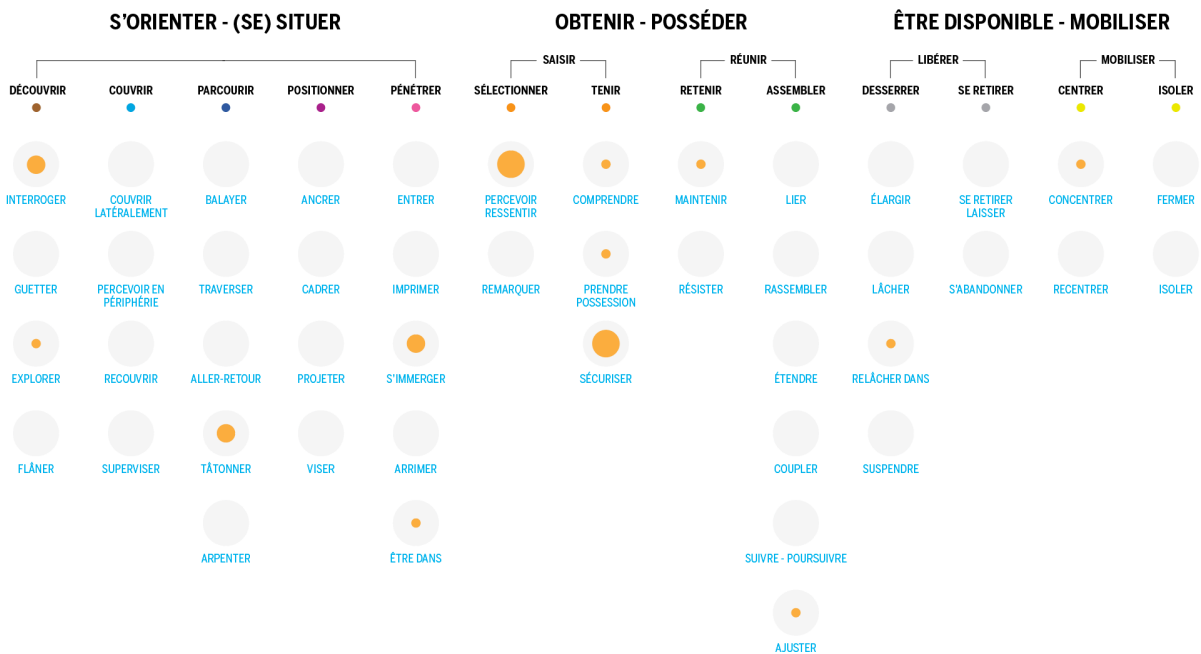 S'ORIENTER - (SE) SITUER
OBTENIR - POSSÉDER
ÊTRE DISPONIBLE - MOBILISER
SAISIR
RÉUNIR
LIBÉRER
MOBILISER
DÉCOUVRIR
COUVRIR
PARCOURIR
POSITIONNER
PÉNÉTRER
SÉLECTIONNER
TENIR
RETENIR
ASSEMBLER
DESSERRER
SE RETIRER
CENTRER
ISOLER
INTERROGER
COUVRIR
LATÉRALEMENT
BALAYER
ANCRER
ENTRER
PERCEVOIR
RESSENTIR
COMPRENDRE
MAINTENIR
LIER
ÉLARGIR
SE RETIRER
LAISSER
CONCENTRER
FERMER
GUETTER
PERCEVOIR EN
PÉRIPHÉRIE
TRAVERSER
CADRER
IMPRIMER
REMARQUER
PRENDRE
POSSESSION
RÉSISTER
RASSEMBLER
LÂCHER
S'ABANDONNER
RECENTRER
ISOLER
EXPLORER
RECOUVRIR
ALLER-RETOUR
PROJETER
S'IMMERGER
SÉCURISER
ÉTENDRE
RELÂCHER DANS
FLÂNER
SUPERVISER
TÂTONNER
VISER
ARRIMER
COUPLER
SUSPENDRE
ARPENTER
ÊTRE DANS
SUIVRE - POURSUIVRE
AJUSTER